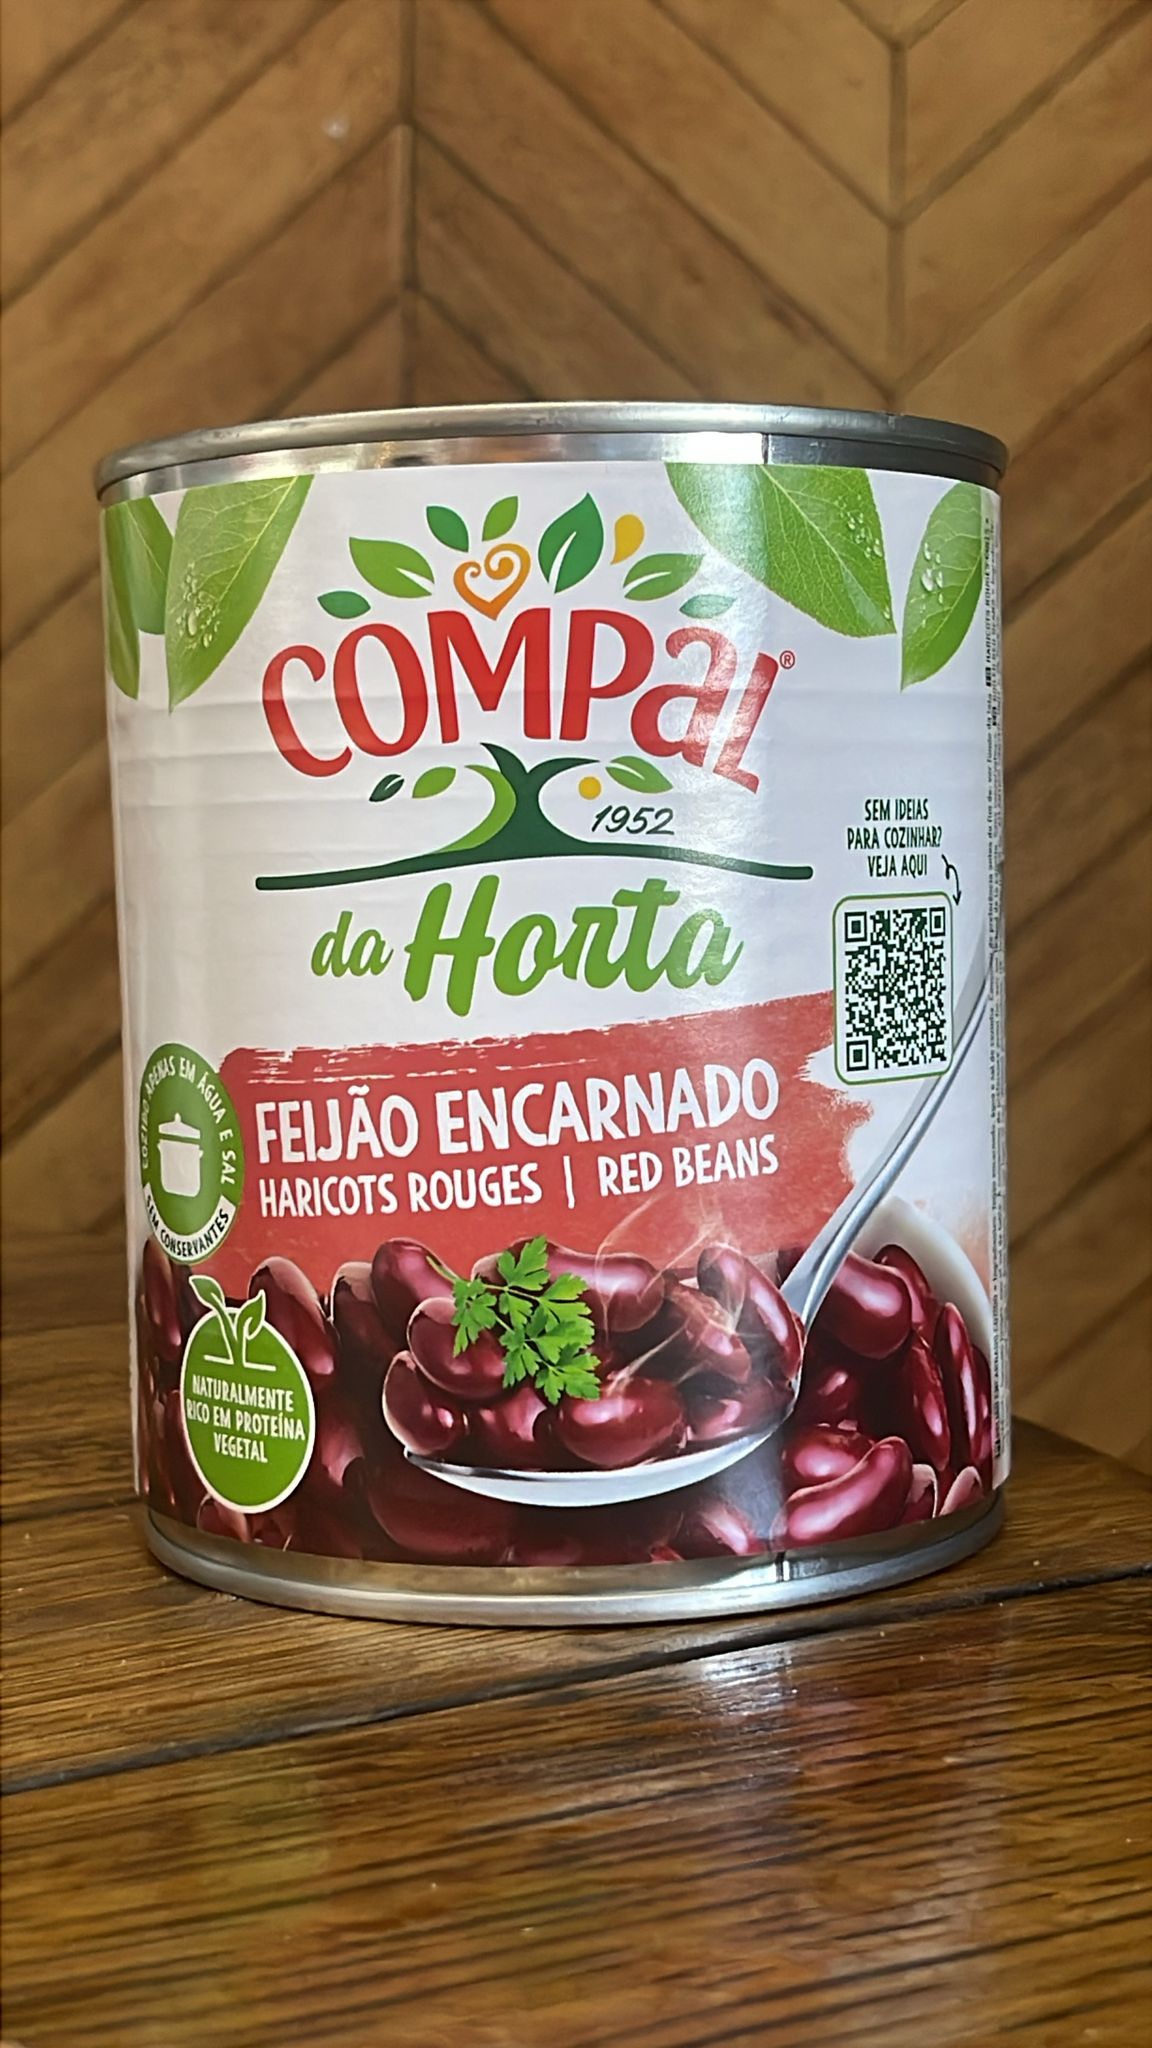 COMPAL®
1952
da Horta
SEM IDEIAS
PARA COZINHAR?
VEJA AQUI
COZIDO APENAS EM ÁGUA E SAL
SEM CONSERVANTES
FEIJÃO ENCARNADO
HARICOTS ROUGES | RED BEANS
NATURALMENTE
RICO EM PROTEÍNA
VEGETAL